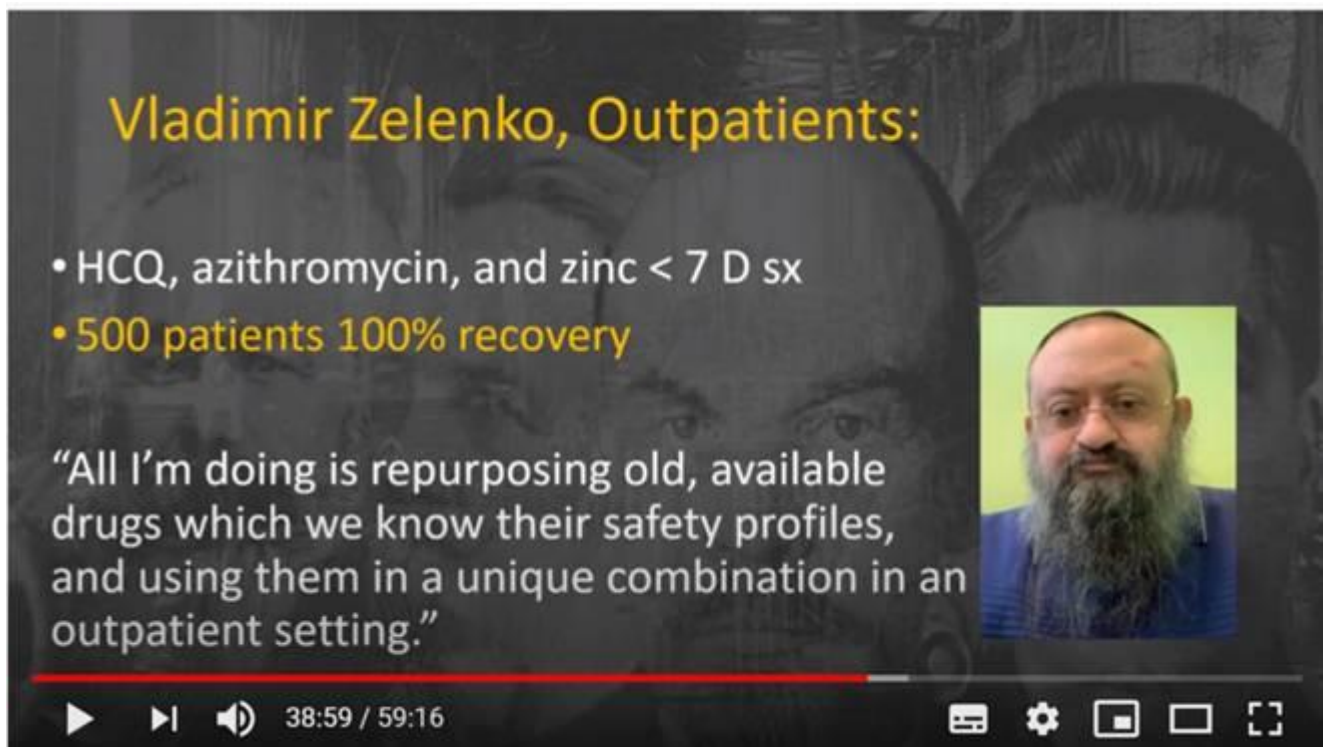 Vladimir Zelenko, Outpatients:
• HCQ, azithromycin, and zinc < 7 D sx
• 500 patients 100% recovery
“All I’m doing is repurposing old, available
drugs which we know their safety profiles,
and using them in a unique combination in an
outpatient setting.”
38:59 / 59:16